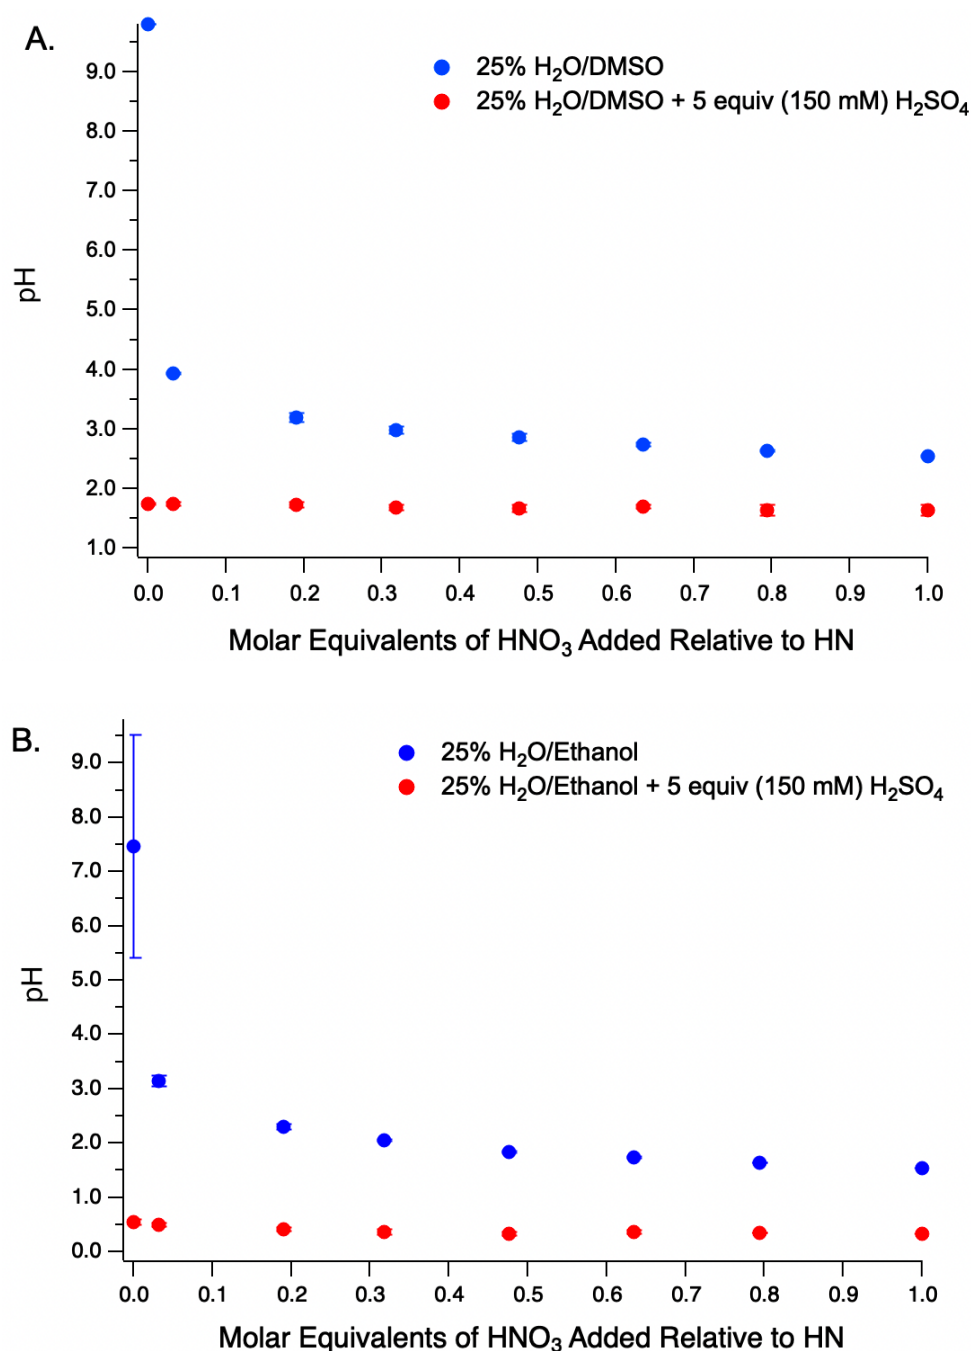 A.
25% H₂O/DMSO
25% H₂O/DMSO + 5 equiv (150 mM) H₂SO₄
pH
9.0
8.0
7.0
6.0
5.0
4.0
3.0
2.0
1.0
0.0 0.1 0.2 0.3 0.4 0.5 0.6 0.7 0.8 0.9 1.0
Molar Equivalents of HNO₃ Added Relative to HN
B.
25% H₂O/Ethanol
25% H₂O/Ethanol + 5 equiv (150 mM) H₂SO₄
pH
9.0
8.0
7.0
6.0
5.0
4.0
3.0
2.0
1.0
0.0
0.0 0.1 0.2 0.3 0.4 0.5 0.6 0.7 0.8 0.9 1.0
Molar Equivalents of HNO₃ Added Relative to HN